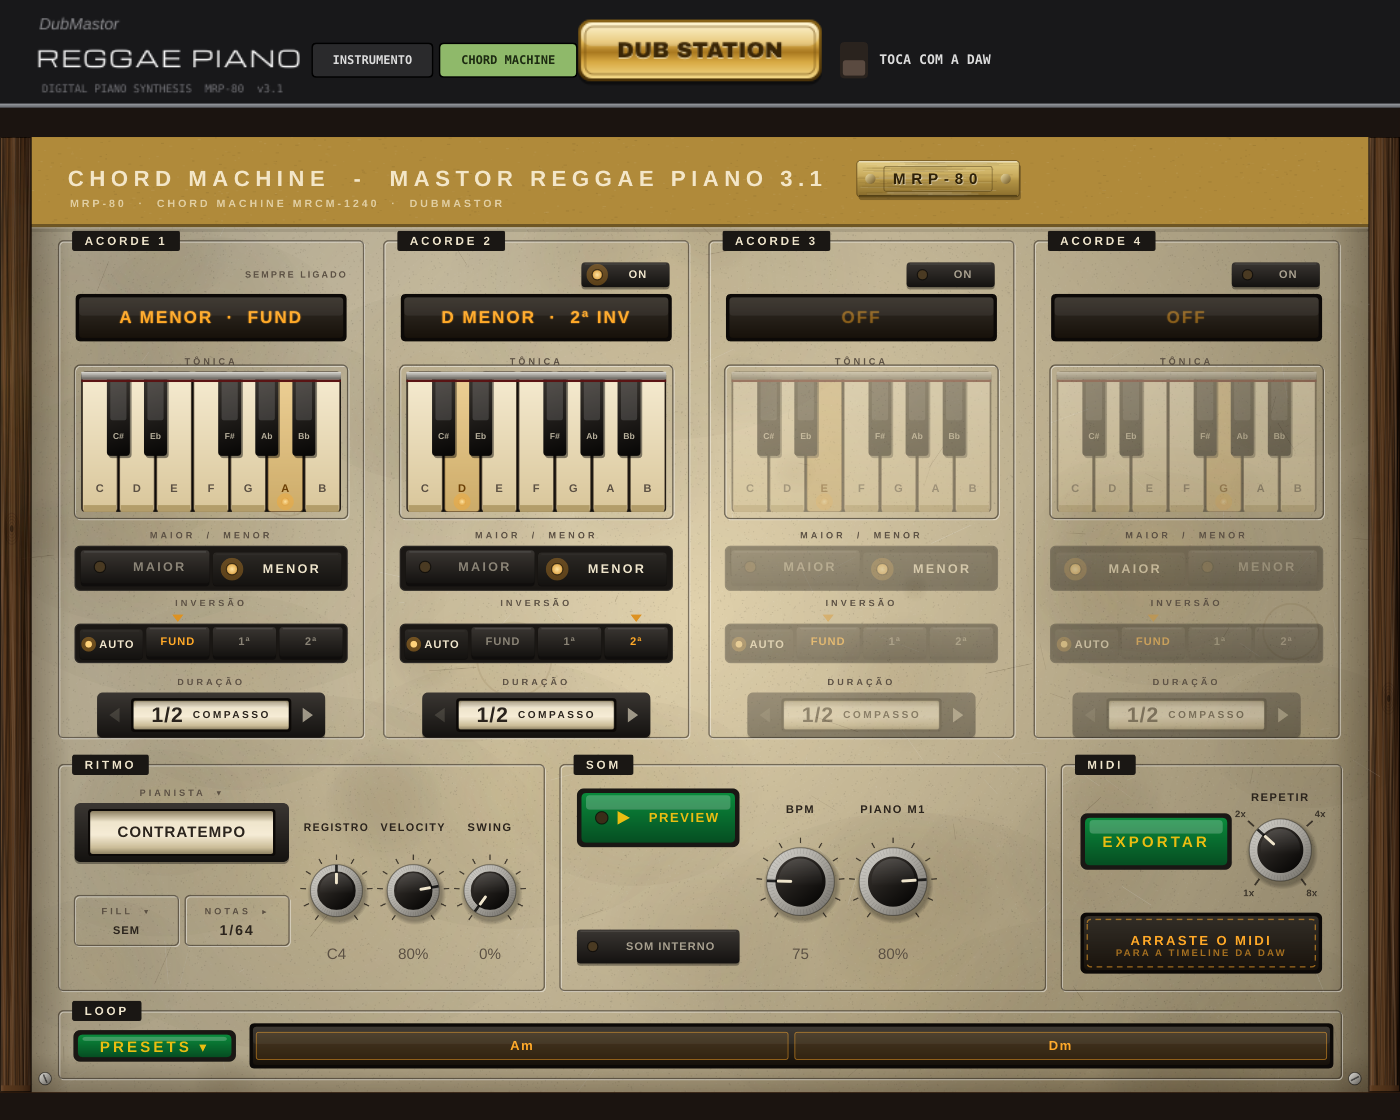 DubMastor
REGGAE PIANO
DIGITAL PIANO SYNTHESIS MRP-80 v3.1
INSTRUMENTO
CHORD MACHINE
DUB STATION
TOCA COM A DAW
CHORD MACHINE - MASTOR REGGAE PIANO 3.1
MRP-80
MRP-80 · CHORD MACHINE MRCM-1240 · DUBMASTOR
ACORDE 1
SEMPRE LIGADO
A MENOR · FUND
TÔNICA
C# Eb F# Ab Bb
C D E F G A B
MAIOR / MENOR
MAIOR MENOR
INVERSÃO
AUTO FUND 1ª 2ª
DURAÇÃO
1/2 COMPASSO
ACORDE 2
ON
D MENOR · 2ª INV
TÔNICA
C# Eb F# Ab Bb
C D E F G A B
MAIOR / MENOR
MAIOR MENOR
INVERSÃO
AUTO FUND 1ª 2ª
DURAÇÃO
1/2 COMPASSO
ACORDE 3
ON
OFF
TÔNICA
C# Eb F# Ab Bb
C D E F G A B
MAIOR / MENOR
MAIOR MENOR
INVERSÃO
AUTO FUND 1ª 2ª
DURAÇÃO
1/2 COMPASSO
ACORDE 4
ON
OFF
TÔNICA
C# Eb F# Ab Bb
C D E F G A B
MAIOR / MENOR
MAIOR MENOR
INVERSÃO
AUTO FUND 1ª 2ª
DURAÇÃO
1/2 COMPASSO
RITMO
PIANISTA ▾
CONTRATEMPO
FILL ▾
SEM
NOTAS ▸
1/64
REGISTRO VELOCITY SWING
C4 80% 0%
SOM
PREVIEW
SOM INTERNO
BPM PIANO M1
75 80%
MIDI
EXPORTAR
REPETIR
2x 4x
1x 8x
ARRASTE O MIDI
PARA A TIMELINE DA DAW
LOOP
PRESETS ▾
Am
Dm